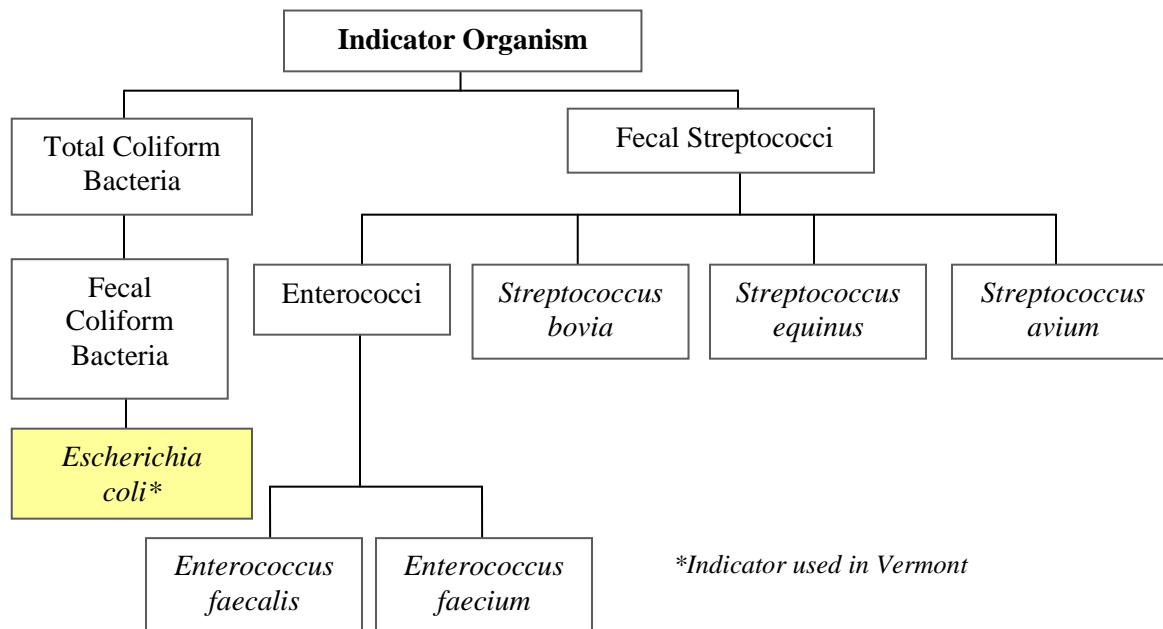 Indicator Organism
Total Coliform
Bacteria
Fecal Streptococci
Fecal
Coliform
Bacteria
Enterococci
Streptococcus
bovia
Streptococcus
equinus
Streptococcus
avium
Escherichia
coli*
Enterococcus
faecalis
Enterococcus
faecium
*Indicator used in Vermont